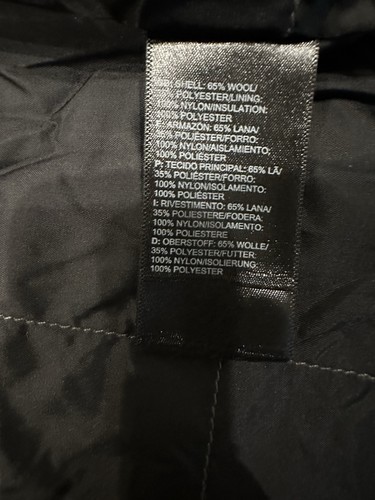 SHELL: 65% WOOL/
POLYESTER/LINING:
100% NYLON/INSULATION:
100% POLYESTER
E: ARMAZÓN: 65% LANA/
35% POLIÉSTER/FORRO:
100% NYLON/AISLAMIENTO:
100% POLIÉSTER
P: TECIDO PRINCIPAL: 65% LÃ/
35% POLIÉSTER/FORRO:
100% NYLON/ISOLAMENTO:
100% POLIÉSTER
I: RIVESTIMENTO: 65% LANA/
35% POLIESTERE/FODERA:
100% NYLON/ISOLAMENTO:
100% POLIESTERE
D: OBERSTOFF: 65% WOLLE/
35% POLYESTER/FUTTER:
100% NYLON/ISOLIERUNG:
100% POLYESTER